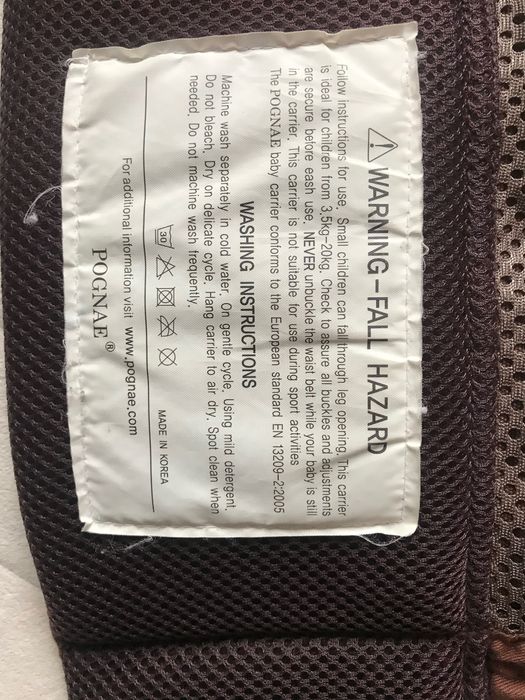 ⚠ WARNING-FALL HAZARD
Follow instructions for use. Small children can fall through leg opening. This carrier
is ideal for children from 3.5kg-20kg. Check to assure all buckles and adjustments
are secure before eash use. NEVER unbuckle the waist belt while your baby is still
in the carrier. This carrier is not suitable for use during sport activities
The POGNAE baby carrier conforms to the European standard EN 13209-2:2005
WASHING INSTRUCTIONS
Machine wash separately in cold water. On gentle cycle. Using mild detergent.
Do not bleach. Dry on delicate cycle. Hang carrier to air dry. Spot clean when
needed. Do not machine wash frequently.
30
MADE IN KOREA
For additional information visit www.pognae.com
POGNAE®